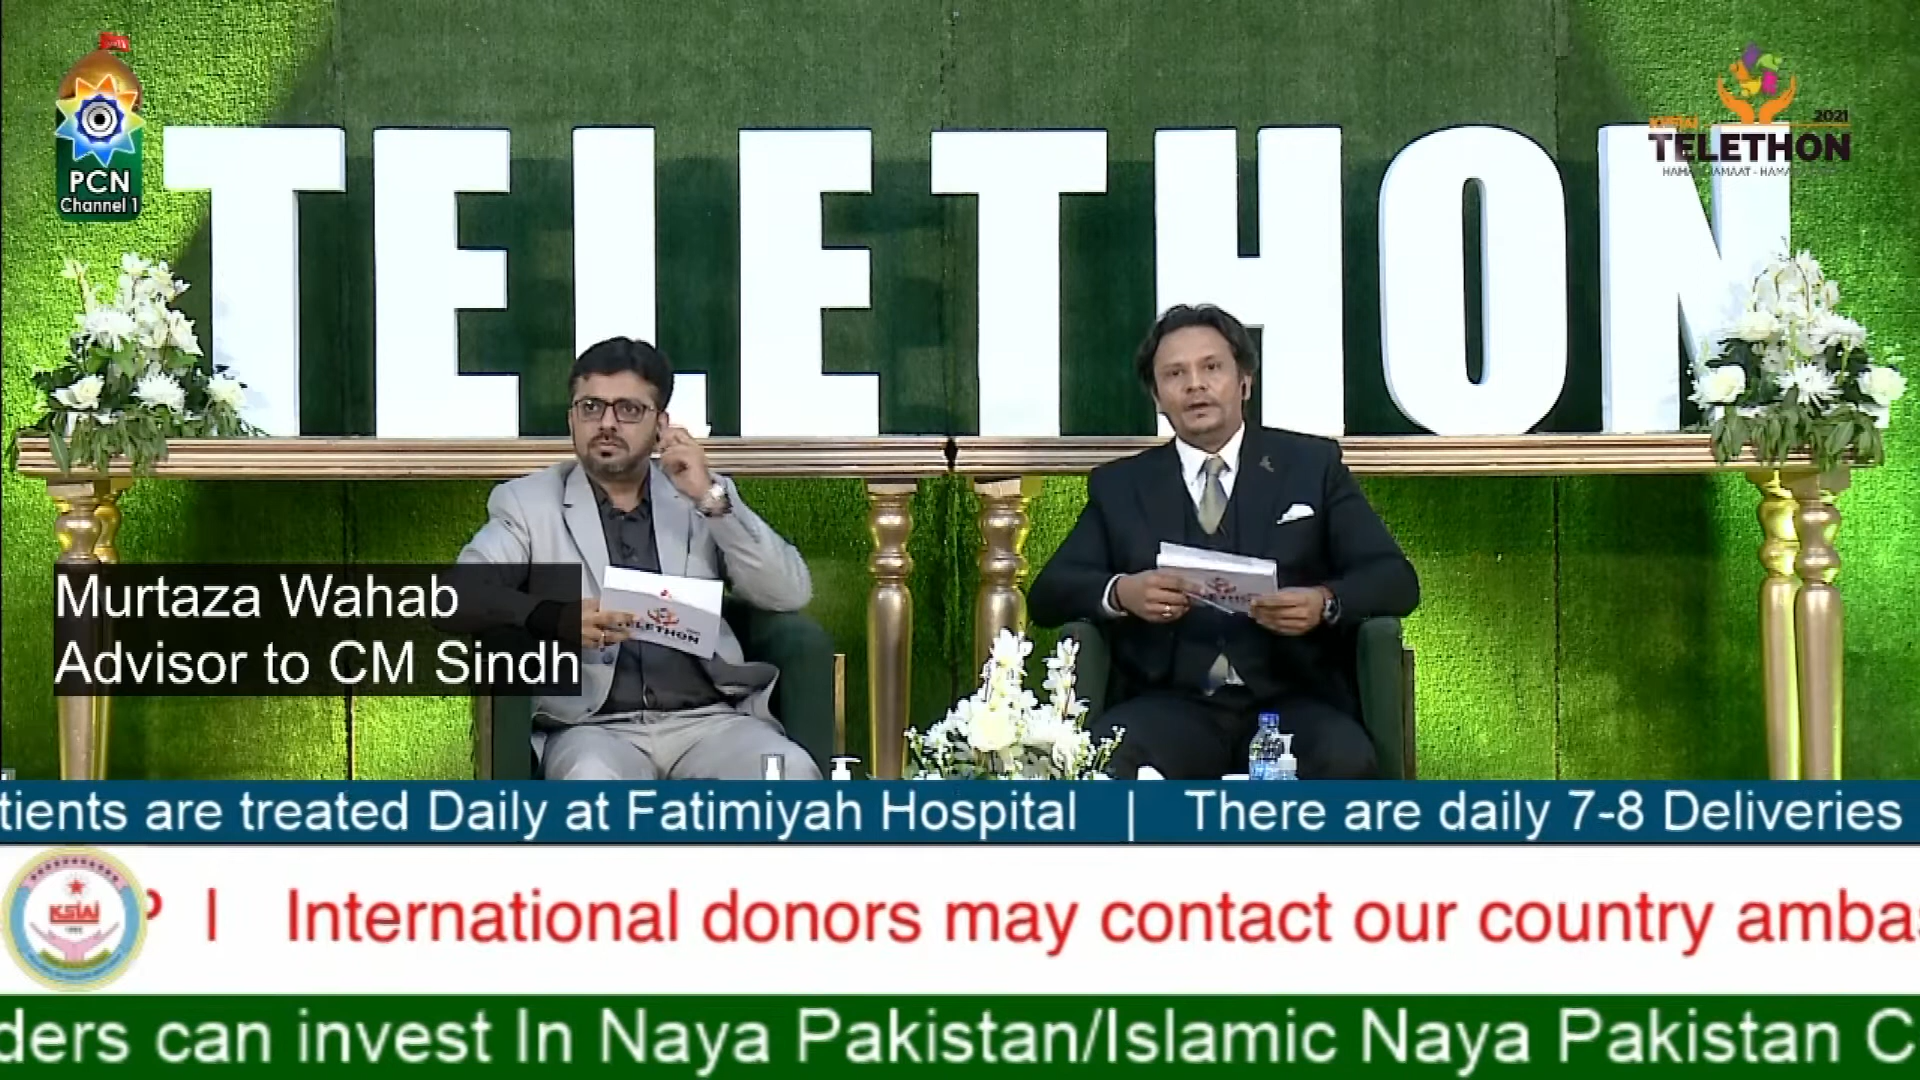 PCN
Channel 1
TELETHON
2021
KSIAJ
TELETHON
Murtaza Wahab
Advisor to CM Sindh
TELETHON
tients are treated Daily at Fatimiyah Hospital | There are daily 7-8 Deliveries
KSIAJ
| International donors may contact our country ambas
ders can invest In Naya Pakistan/Islamic Naya Pakistan C